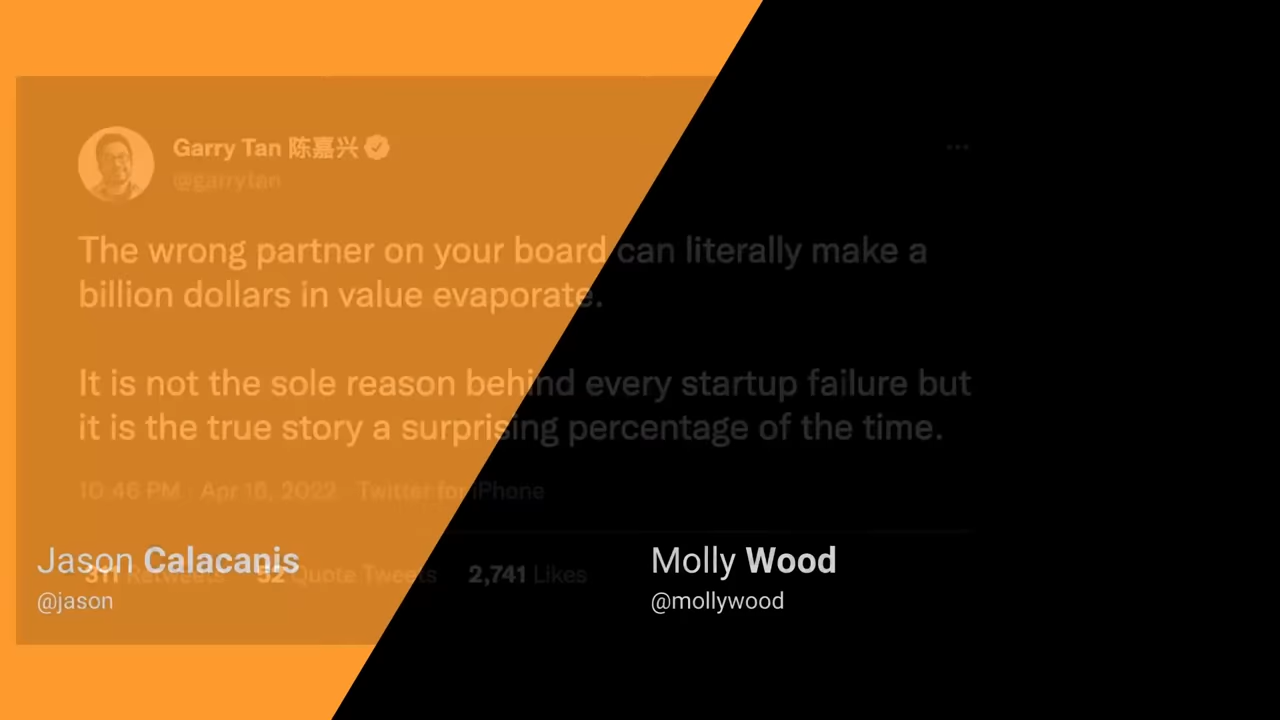 Garry Tan 陈嘉兴
@garrytan
The wrong partner on your board can literally make a
billion dollars in value evaporate.
It is not the sole reason behind every startup failure but
it is the true story a surprising percentage of the time.
10:46 PM · Apr 16, 2022 · Twitter for iPhone
311 Retweets 52 Quote Tweets 2,741 Likes
Jason Calacanis
@jason
Molly Wood
@mollywood